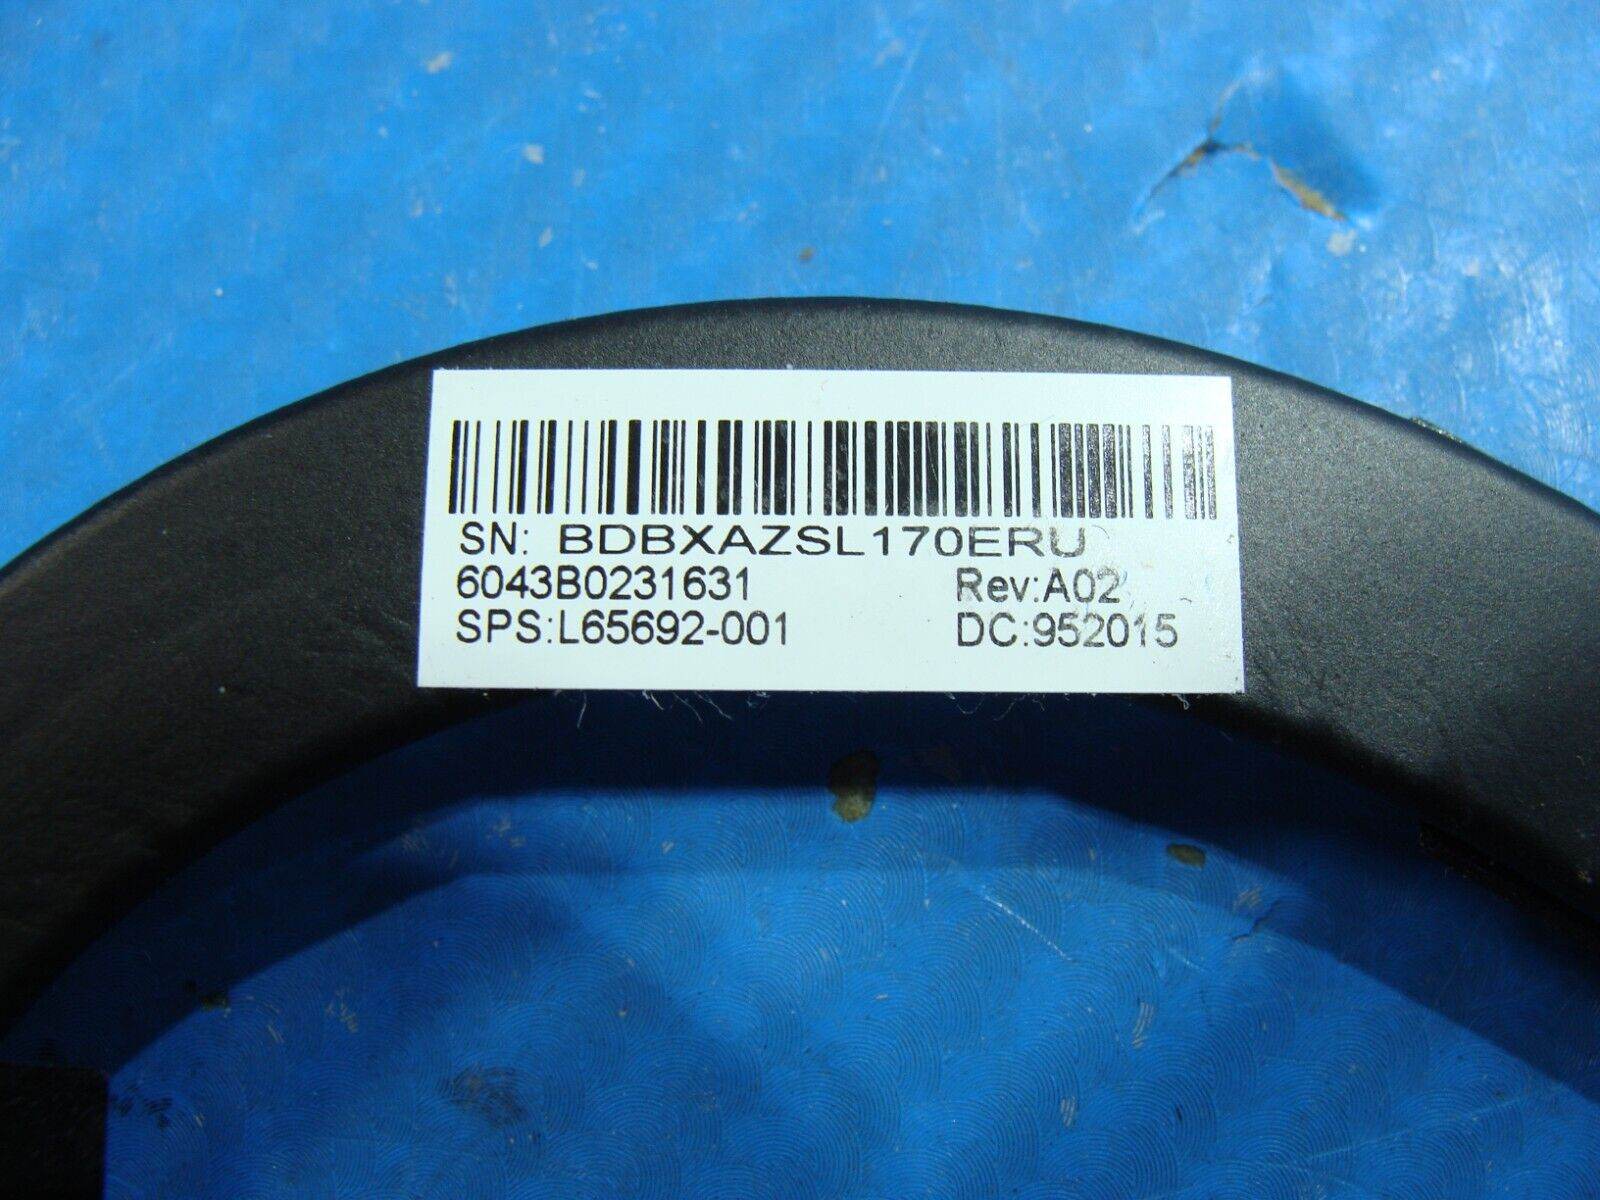 SN: BDBXAZSL170ERU
6043B0231631 Rev:A02
SPS:L65692-001 DC:952015